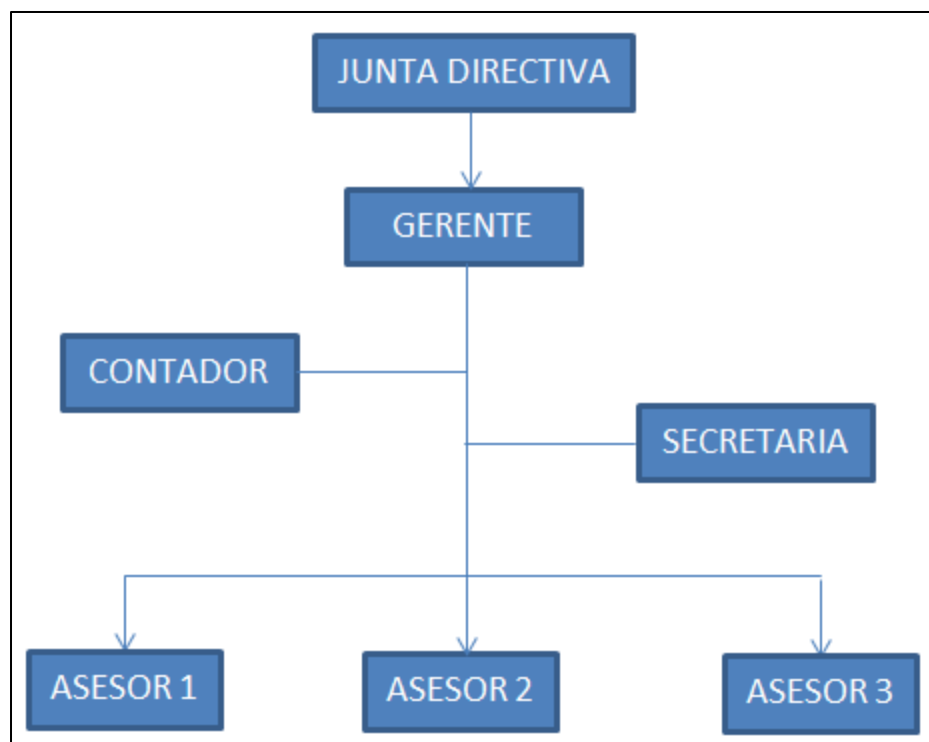 JUNTA DIRECTIVA
GERENTE
CONTADOR
SECRETARIA
ASESOR 1
ASESOR 2
ASESOR 3